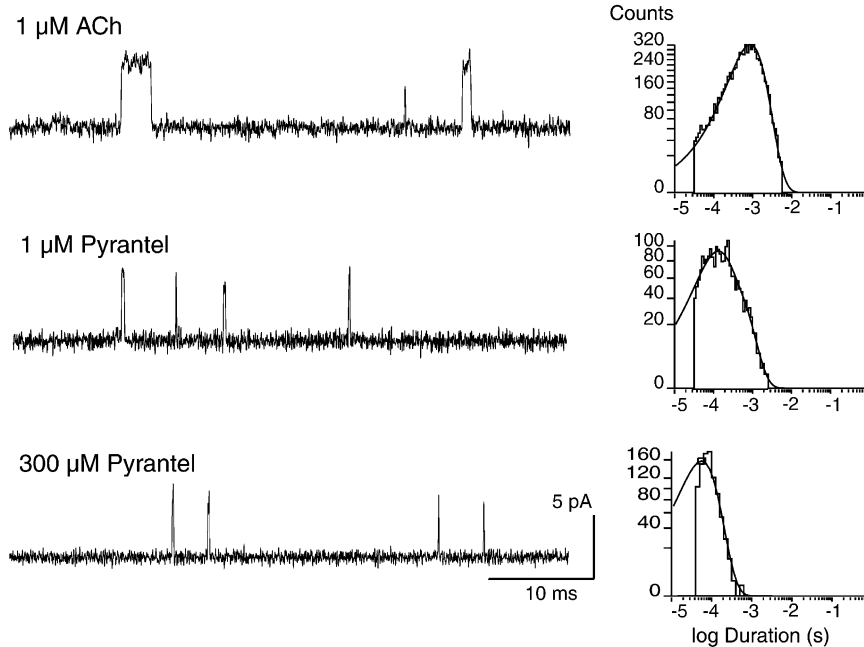 1 µM ACh
Counts
320
240
160
80
0
-5 -4 -3 -2 -1
1 µM Pyrantel
100
80
60
40
20
0
-5 -4 -3 -2 -1
300 µM Pyrantel
5 pA
10 ms
160
120
80
40
0
-5 -4 -3 -2 -1
log Duration (s)